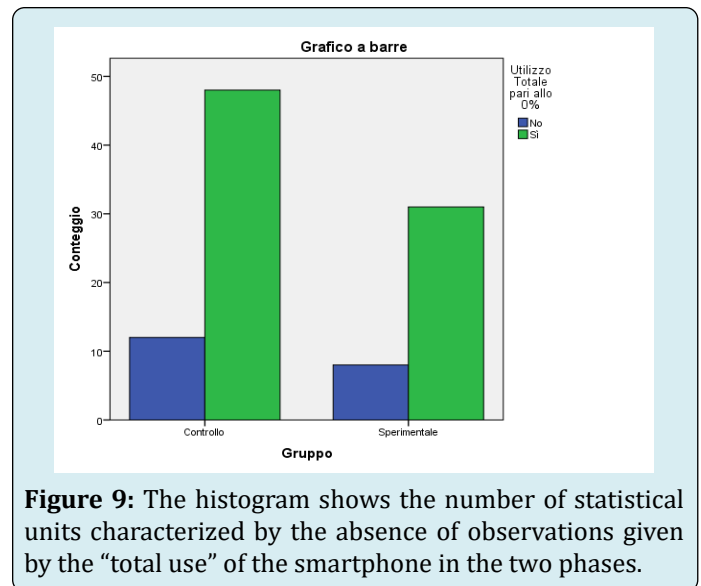 Grafico a barre
Utilizzo
Totale
pari allo
0%
No
Sì
50
40
30
20
10
0
Conteggio
Controllo
Sperimentale
Gruppo
Figure 9: The histogram shows the number of statistical
units characterized by the absence of observations given
by the “total use” of the smartphone in the two phases.